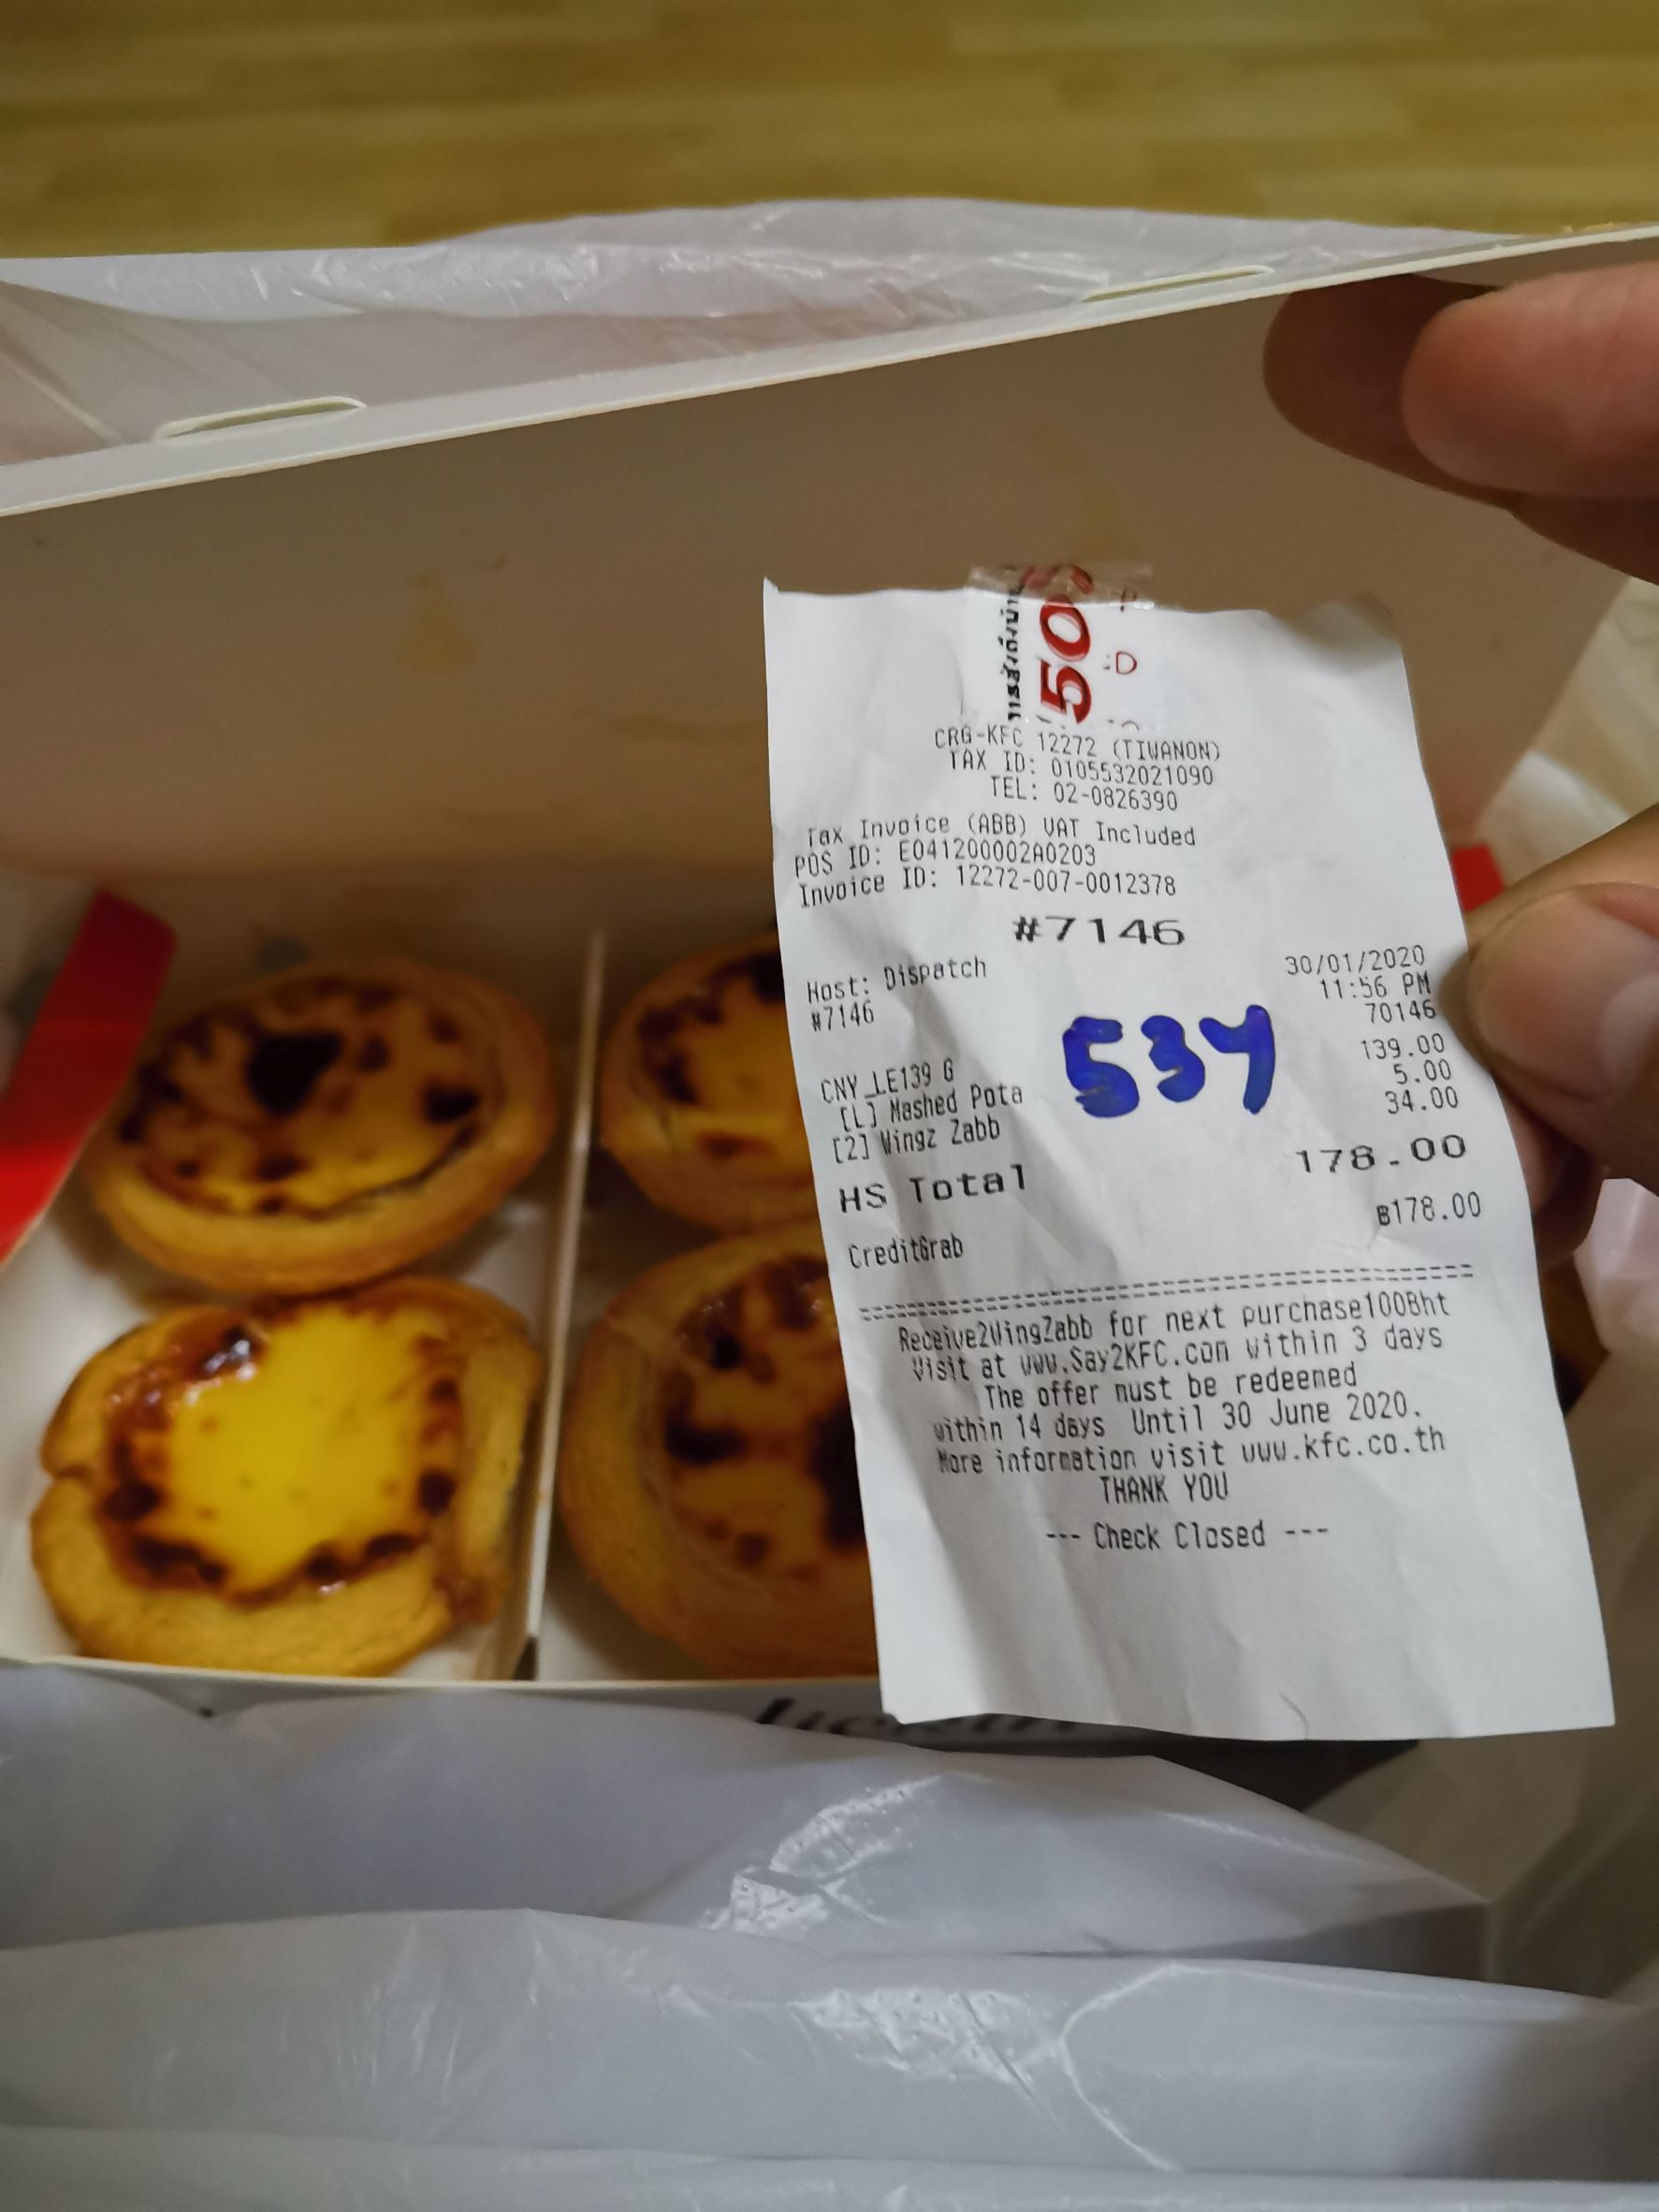 50
CRG-KFC 12272 (TIWANON)
TAX ID: 0105532021090
TEL: 02-0826390
Tax Invoice (ABB) VAT Included
POS ID: E041200002A0203
Invoice ID: 12272-007-0012378
#7146
Host: Dispatch 30/01/2020
#7146 11:56 PM
70146
534
CNY_LE139 G 139.00
[L] Mashed Pota 5.00
[2] Wingz Zabb 34.00
HS Total 178.00
CreditGrab ฿178.00
Receive2WingZabb for next purchase100Bht
Visit at www.Say2KFC.com within 3 days
The offer must be redeemed
within 14 days Until 30 June 2020.
More information visit www.kfc.co.th
THANK YOU
--- Check Closed ---